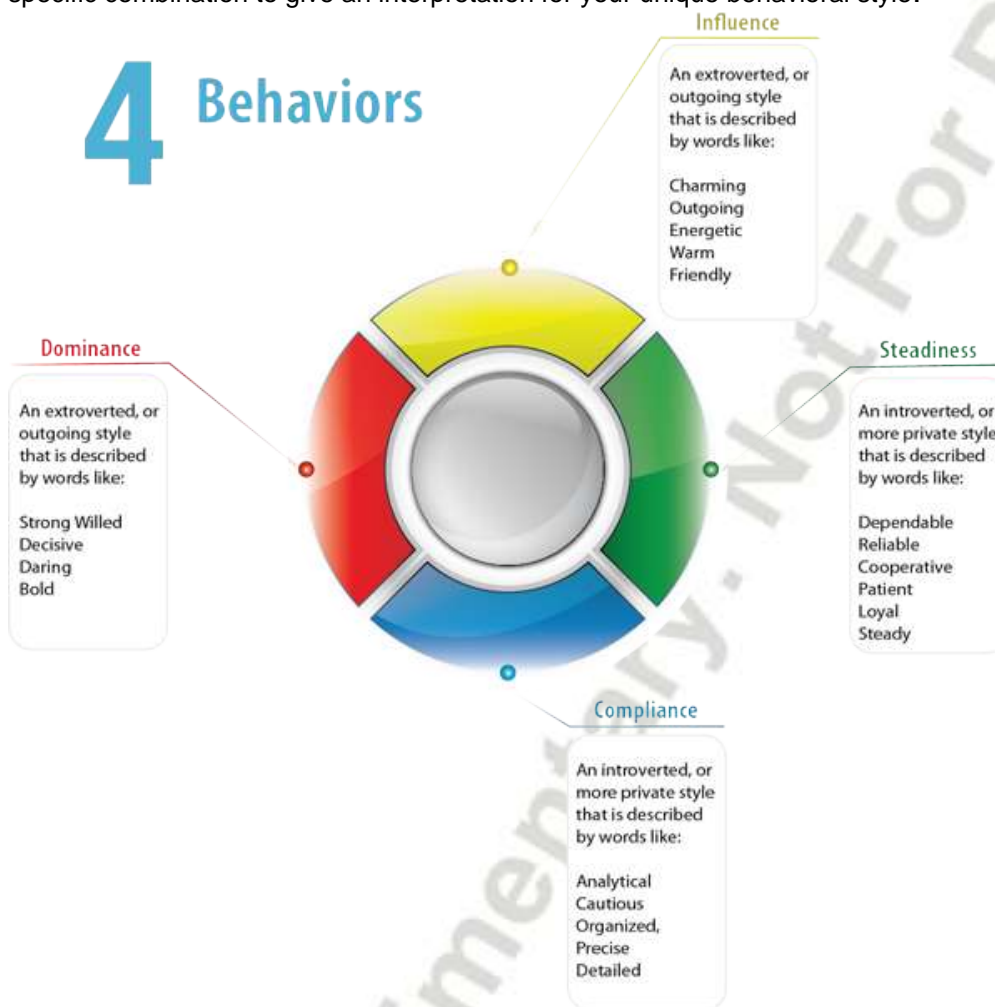 specific combination to give an interpretation for your unique behavioral style.
4 Behaviors
Influence
An extroverted, or
outgoing style
that is described
by words like:
Charming
Outgoing
Energetic
Warm
Friendly
Dominance
An extroverted, or
outgoing style
that is described
by words like:
Strong Willed
Decisive
Daring
Bold
Steadiness
An introverted, or
more private style
that is described
by words like:
Dependable
Reliable
Cooperative
Patient
Loyal
Steady
Compliance
An introverted, or
more private style
that is described
by words like:
Analytical
Cautious
Organized,
Precise
Detailed
Not For